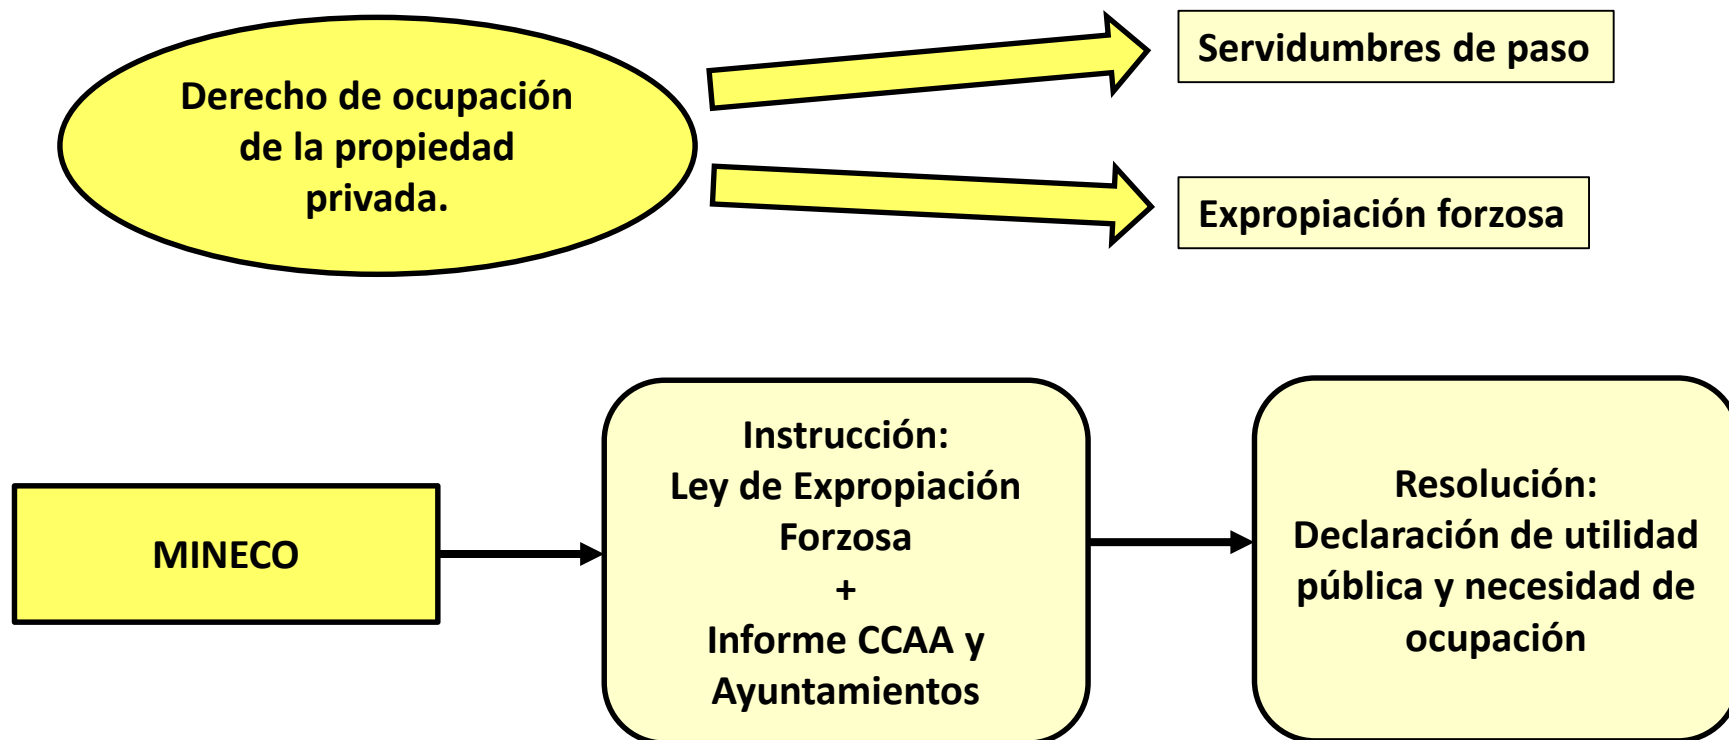 Derecho de ocupación
de la propiedad
privada.
Servidumbres de paso
Expropiación forzosa
MINECO
Instrucción:
Ley de Expropiación
Forzosa
+
Informe CCAA y
Ayuntamientos
Resolución:
Declaración de utilidad
pública y necesidad de
ocupación